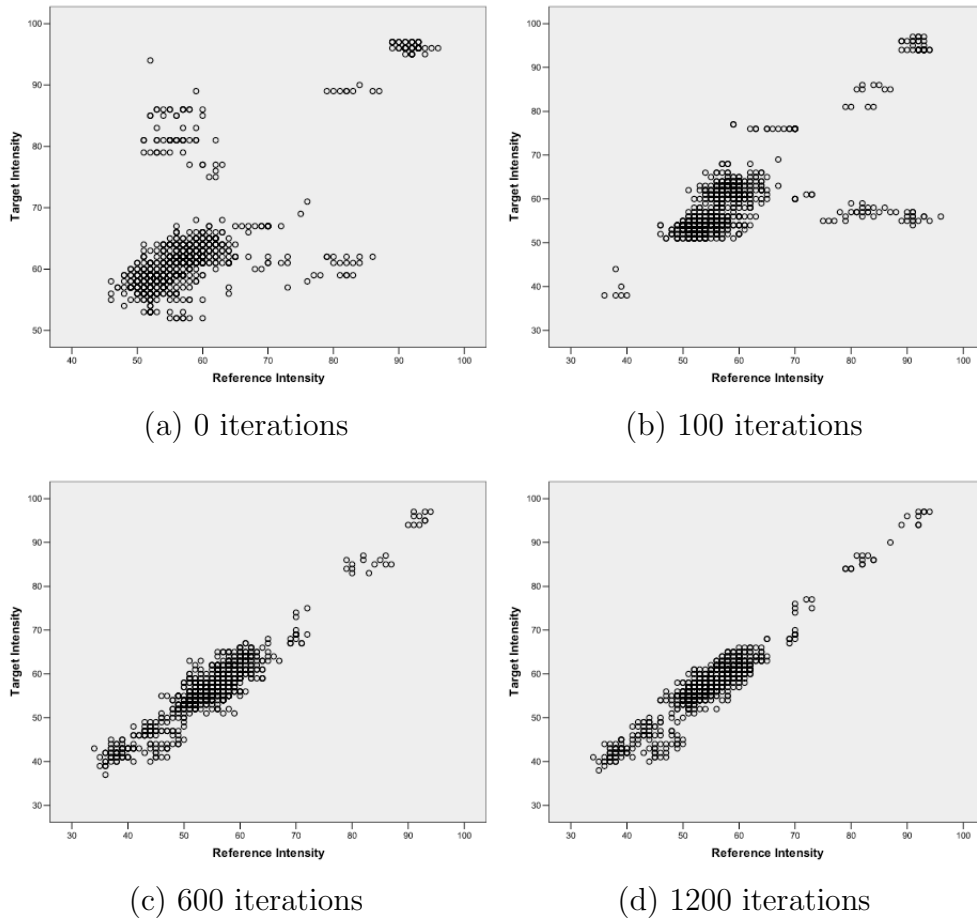 100
90
80
70
60
50
Target Intensity
40 50 60 70 80 90 100
Reference Intensity
(a) 0 iterations
100
90
80
70
60
50
40
30
Target Intensity
30 40 50 60 70 80 90 100
Reference Intensity
(b) 100 iterations
100
90
80
70
60
50
40
30
Target Intensity
30 40 50 60 70 80 90 100
Reference Intensity
(c) 600 iterations
100
90
80
70
60
50
40
30
Target Intensity
30 40 50 60 70 80 90 100
Reference Intensity
(d) 1200 iterations